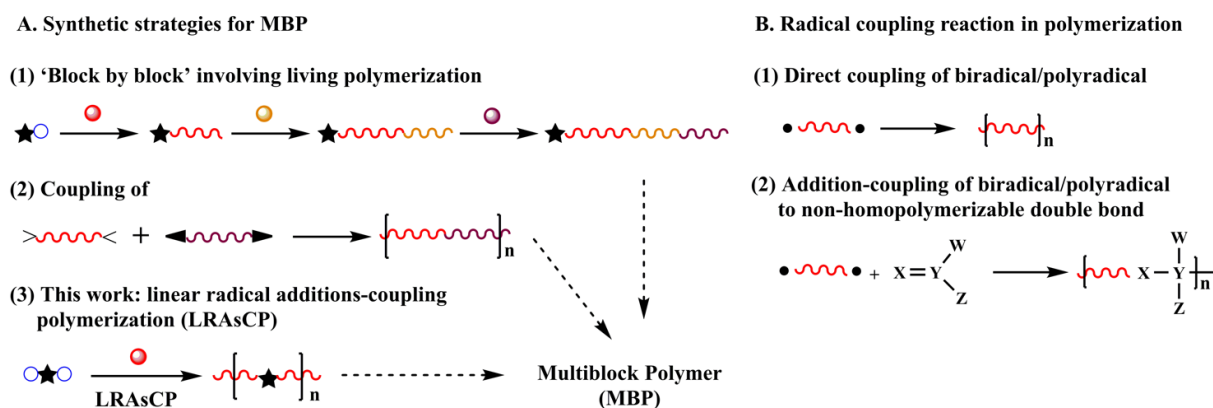 A. Synthetic strategies for MBP
(1) ‘Block by block’ involving living polymerization
(2) Coupling of
n
(3) This work: linear radical additions-coupling
polymerization (LRAsCP)
LRAsCP
n
Multiblock Polymer
(MBP)
B. Radical coupling reaction in polymerization
(1) Direct coupling of biradical/polyradical
n
(2) Addition-coupling of biradical/polyradical
to non-homopolymerizable double bond
+ X=Y W Z
X–Y W Z n